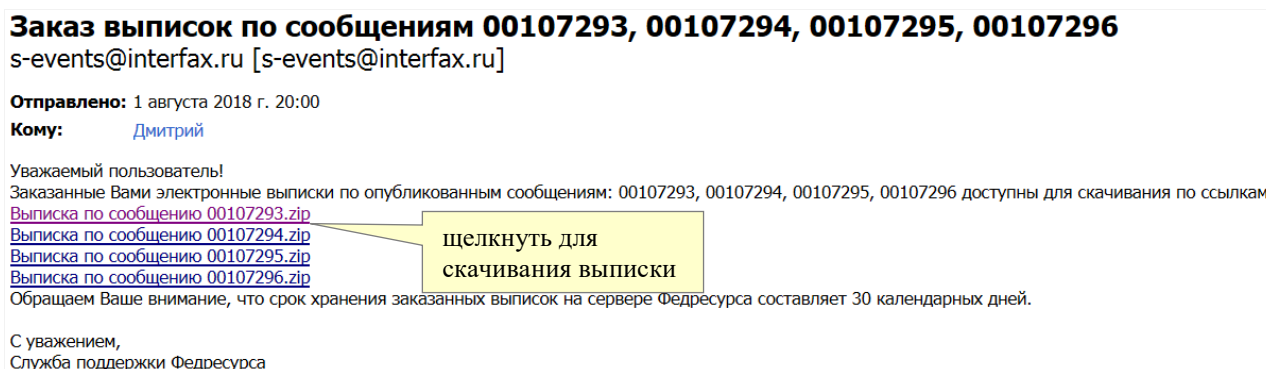 Заказ выписок по сообщениям 00107293, 00107294, 00107295, 00107296
s-events@interfax.ru [s-events@interfax.ru]
Отправлено: 1 августа 2018 г. 20:00
Кому: Дмитрий
Уважаемый пользователь!
Заказанные Вами электронные выписки по опубликованным сообщениям: 00107293, 00107294, 00107295, 00107296 доступны для скачивания по ссылкам
Выписка по сообщению 00107293.zip
Выписка по сообщению 00107294.zip
Выписка по сообщению 00107295.zip
Выписка по сообщению 00107296.zip
щелкнуть для
скачивания выписки
Обращаем Ваше внимание, что срок хранения заказанных выписок на сервере Федресурса составляет 30 календарных дней.
С уважением,
Служба поддержки Федресурса